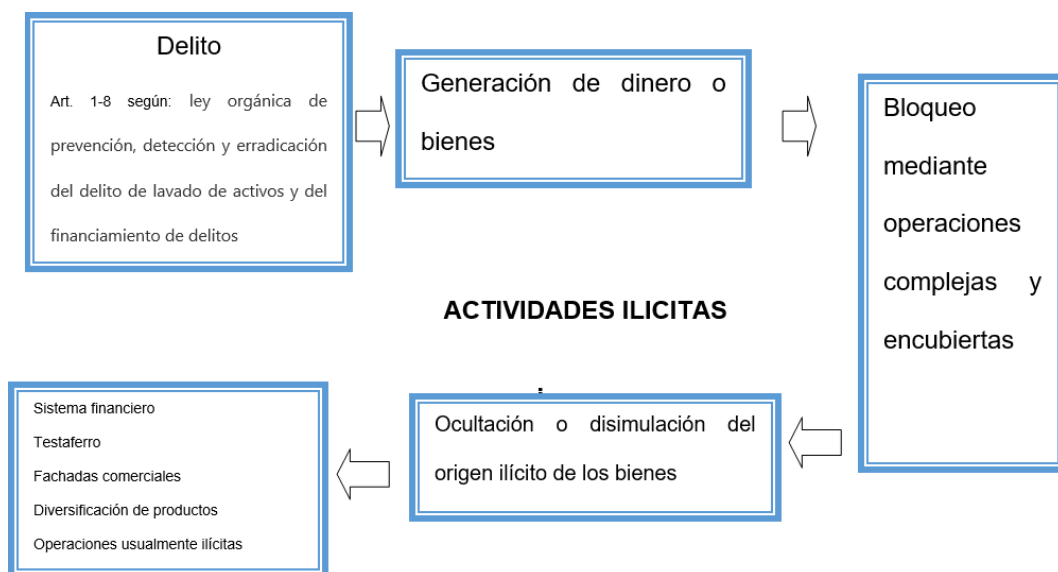 Delito
Art. 1-8 según: ley orgánica de
prevención, detección y erradicación
del delito de lavado de activos y del
financiamiento de delitos
Generación de dinero o
bienes
Bloqueo
mediante
operaciones
complejas y
encubiertas
ACTIVIDADES ILICITAS
Ocultación o disimulación del
origen ilícito de los bienes
Sistema financiero
Testaferro
Fachadas comerciales
Diversificación de productos
Operaciones usualmente ilícitas